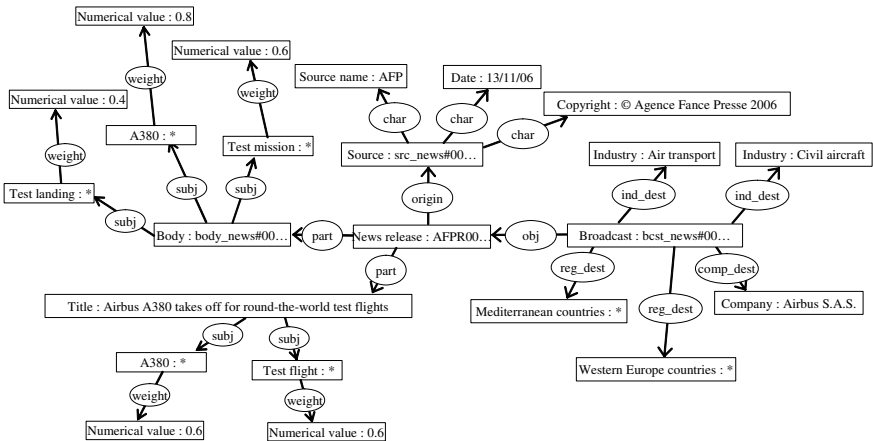 Numerical value : 0.8
Numerical value : 0.6
weight
Source name : AFP
Date : 13/11/06
weight
Numerical value : 0.4
char
char
Copyright : © Agence Fance Presse 2006
A380 : *
char
Test mission : *
weight
Source : src_news#00…
Industry : Air transport
Industry : Civil aircraft
Test landing : *
subj
subj
origin
ind_dest
ind_dest
subj
Body : body_news#00…
part
News release : AFPR00…
obj
Broadcast : bcst_news#00…
part
reg_dest
comp_dest
Title : Airbus A380 takes off for round-the-world test flights
Mediterranean countries : *
reg_dest
Company : Airbus S.A.S.
subj
subj
A380 : *
Test flight : *
Western Europe countries : *
weight
weight
Numerical value : 0.6
Numerical value : 0.6